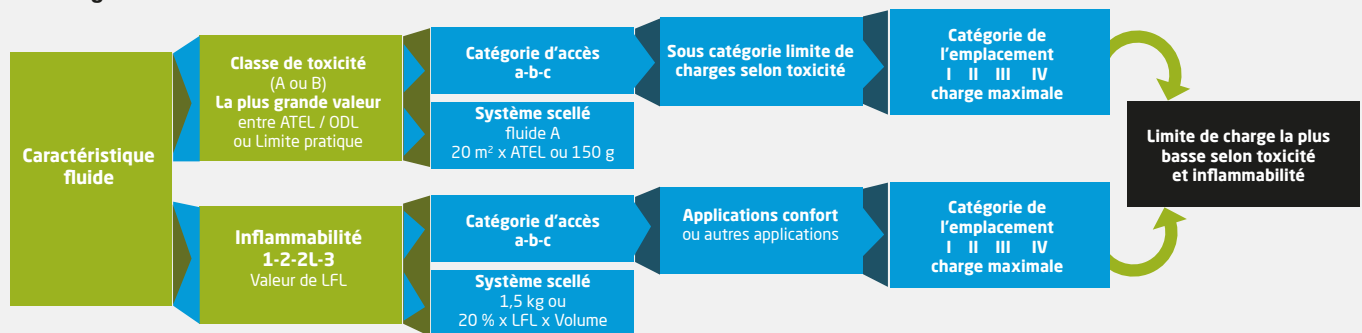 Caractéristique
fluide
Classe de toxicité
(A ou B)
La plus grande valeur
entre ATEL / ODL
ou Limite pratique
Catégorie d'accès
a-b-c
Système scellé
fluide A
20 m² x ATEL ou 150 g
Sous catégorie limite de
charges selon toxicité
Catégorie de
l'emplacement
I II III IV
charge maximale
Inflammabilité
1-2-2L-3
Valeur de LFL
Catégorie d'accès
a-b-c
Système scellé
1,5 kg ou
20 % x LFL x Volume
Applications confort
ou autres applications
Catégorie de
l'emplacement
I II III IV
charge maximale
Limite de charge la plus
basse selon toxicité
et inflammabilité